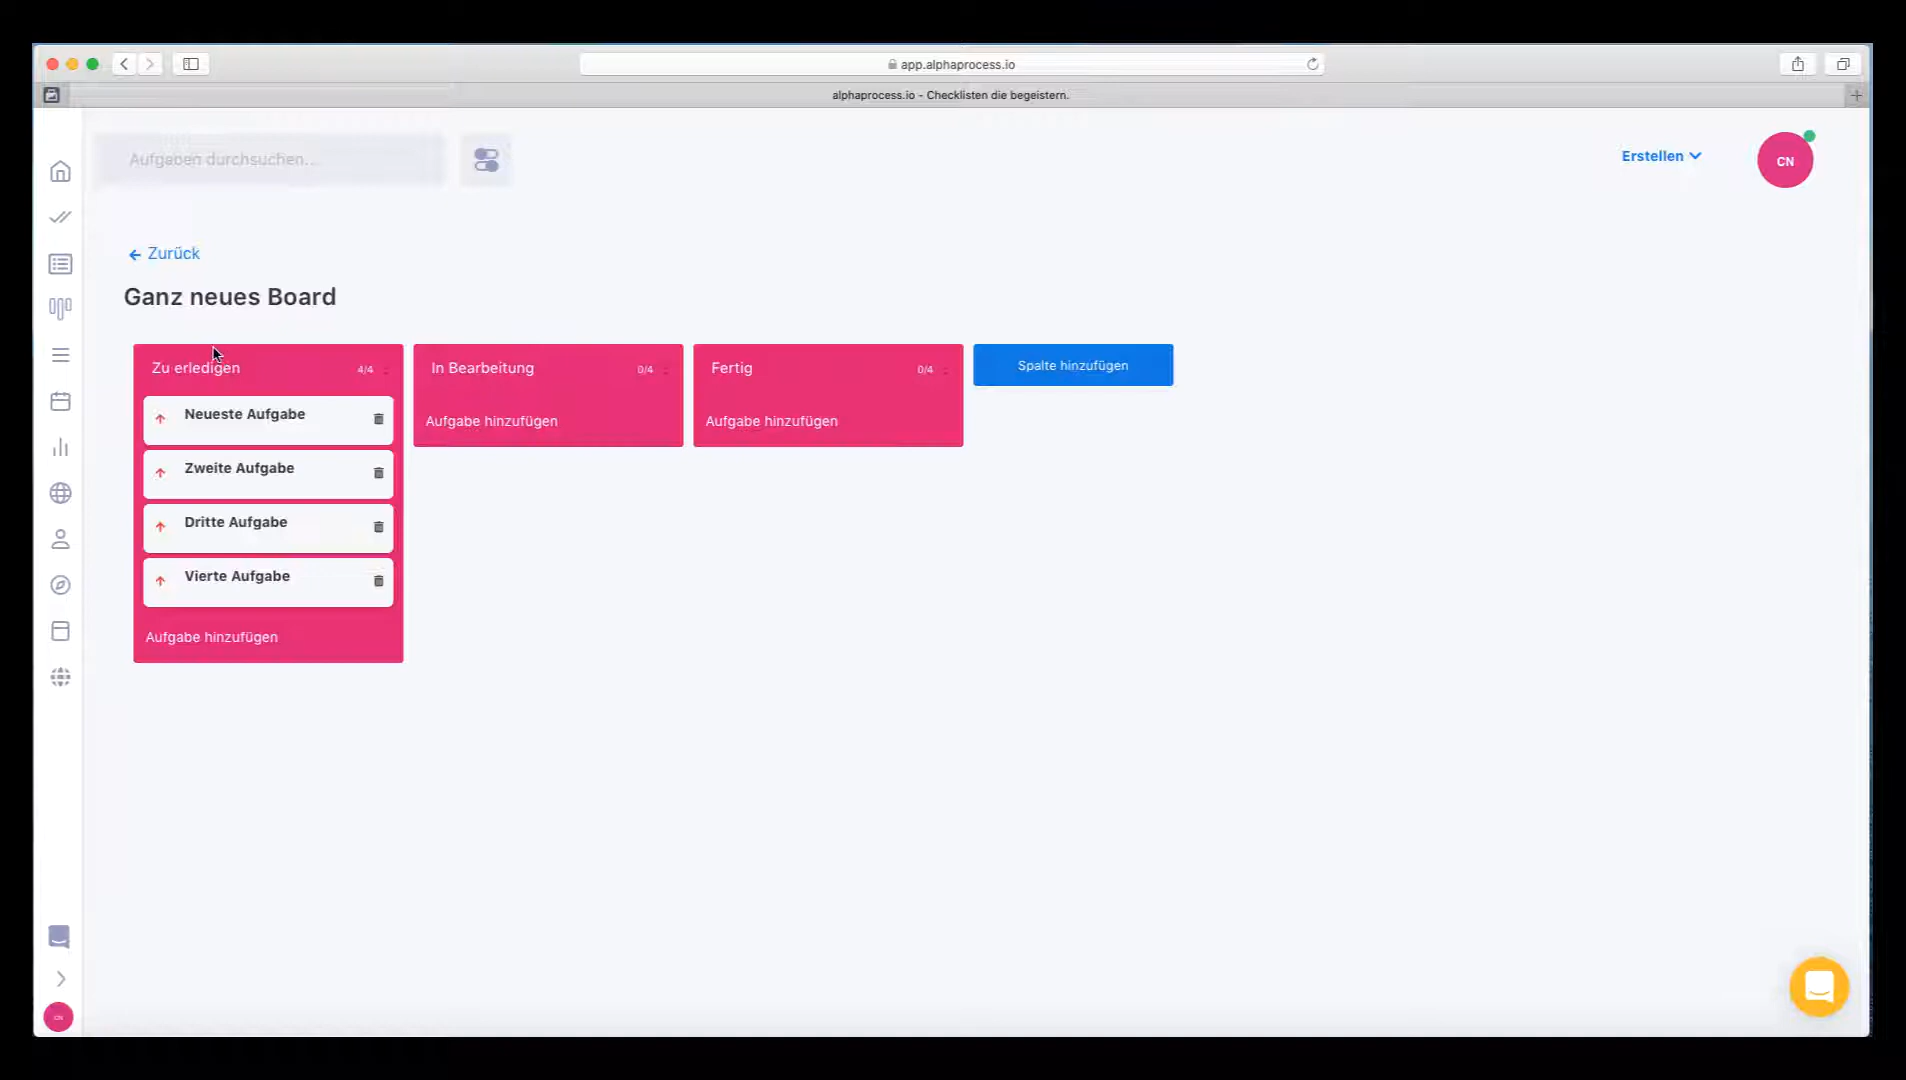 app.alphaprocess.io
alphaprocess.io - Checklisten die begeistern.
Aufgaben durchsuchen...
Erstellen
CN
Zurück
Ganz neues Board
Zu erledigen 4/4
Neueste Aufgabe
Zweite Aufgabe
Dritte Aufgabe
Vierte Aufgabe
Aufgabe hinzufügen
In Bearbeitung 0/4
Aufgabe hinzufügen
Fertig 0/4
Aufgabe hinzufügen
Spalte hinzufügen
CN